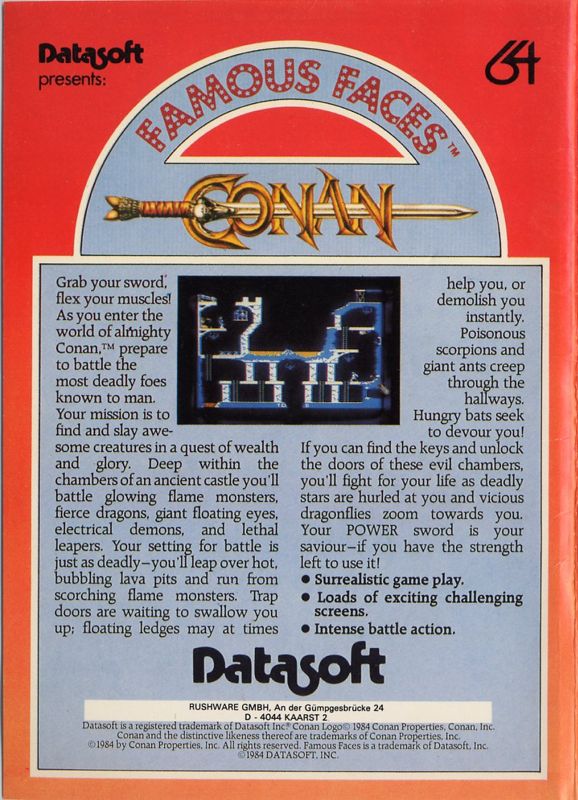 Datasoft
presents:
64
FAMOUS FACES™
CONAN
Grab your sword,
flex your muscles!
As you enter the
world of almighty
Conan,™ prepare
to battle the
most deadly foes
known to man.
Your mission is to
find and slay awe-
some creatures in a quest of wealth
and glory. Deep within the
chambers of an ancient castle you'll
battle glowing flame monsters,
fierce dragons, giant floating eyes,
electrical demons, and lethal
leapers. Your setting for battle is
just as deadly—you'll leap over hot,
bubbling lava pits and run from
scorching flame monsters. Trap
doors are waiting to swallow you
up; floating ledges may at times
help you, or
demolish you
instantly.
Poisonous
scorpions and
giant ants creep
through the
hallways.
Hungry bats seek
to devour you!
If you can find the keys and unlock
the doors of these evil chambers,
you'll fight for your life as deadly
stars are hurled at you and vicious
dragonflies zoom towards you.
Your POWER sword is your
saviour—if you have the strength
left to use it!
● Surrealistic game play.
● Loads of exciting challenging
screens.
● Intense battle action.
Datasoft
RUSHWARE GMBH, An der Gümpgesbrücke 24
D - 4044 KAARST 2
Datasoft is a registered trademark of Datasoft Inc® Conan Logo© 1984 Conan Properties, Conan, Inc.
Conan and the distinctive likeness thereof are trademarks of Conan Properties, Inc.
©1984 by Conan Properties, Inc. All rights reserved. Famous Faces is a trademark of Datasoft, Inc.
©1984 DATASOFT, INC.